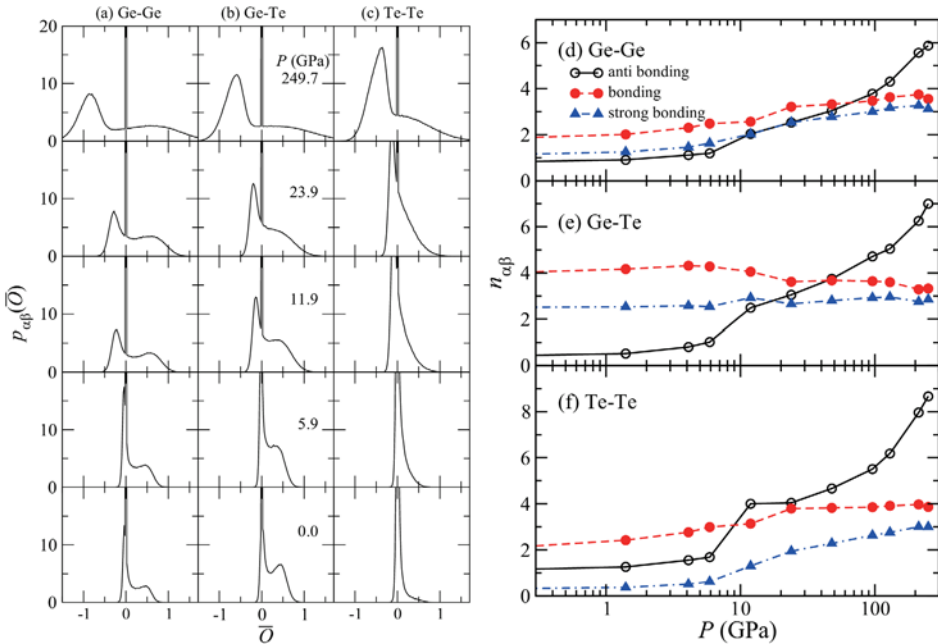 (a) Ge-Ge (b) Ge-Te (c) Te-Te
20
10
0
P (GPa)
249.7
10
0
23.9
10
0
11.9
10
0
5.9
10
0
0.0
-1 0 1 -1 0 1 -1 0 1
O̅
pαβ(O̅)
(d) Ge-Ge
anti bonding
bonding
strong bonding
6
4
2
0
(e) Ge-Te
6
4
2
0
(f) Te-Te
8
6
4
2
0
nαβ
1 10 100
P (GPa)